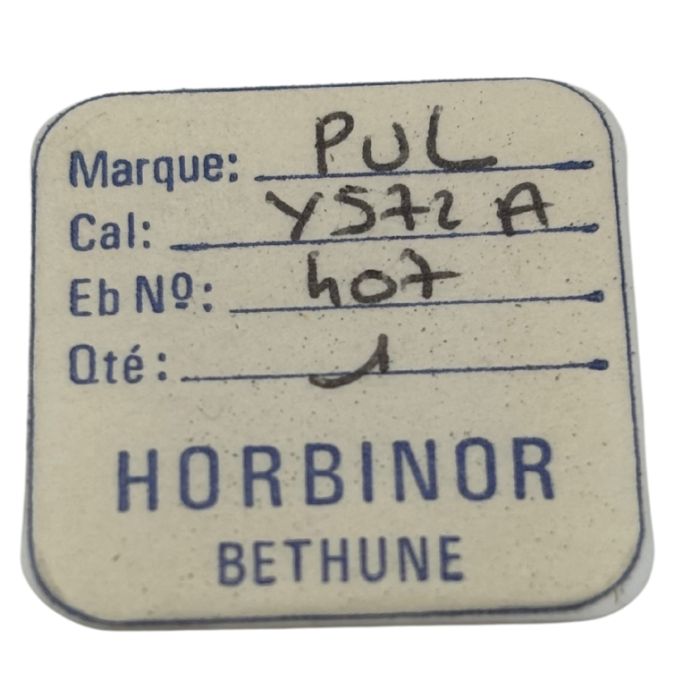 Marque: PUL
Cal: Y572 A
Eb Nº: 407
Qté: 1
HORBINOR
BETHUNE